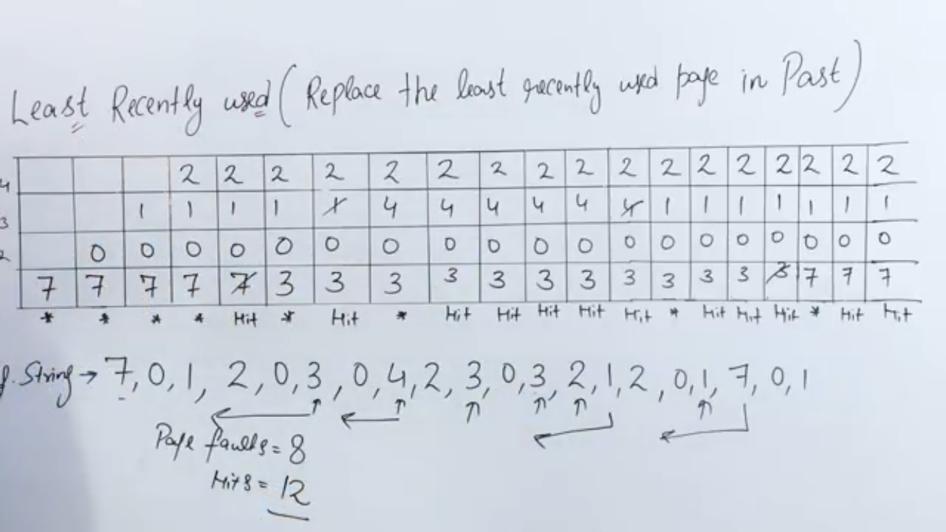 Least Recently used (Replace the least recently used page in Past)
4 2 2 2 2 2 2 2 2 2 2 2 2 2 2 2 2 2
3 1 1 1 1 1 4 4 4 4 4 4 1 1 1 1 1 1 1
2 0 0 0 0 0 0 0 0 0 0 0 0 0 0 0 0 0 0 0
7 7 7 7 7 3 3 3 3 3 3 3 3 3 3 3 3 7 7 7
* * * * Hit * Hit * Hit Hit Hit Hit Hit * Hit Hit Hit * Hit Hit
String → 7, 0, 1, 2, 0, 3, 0, 4, 2, 3, 0, 3, 2, 1, 2, 0, 1, 7, 0, 1
Page faults = 8
Hits = 12